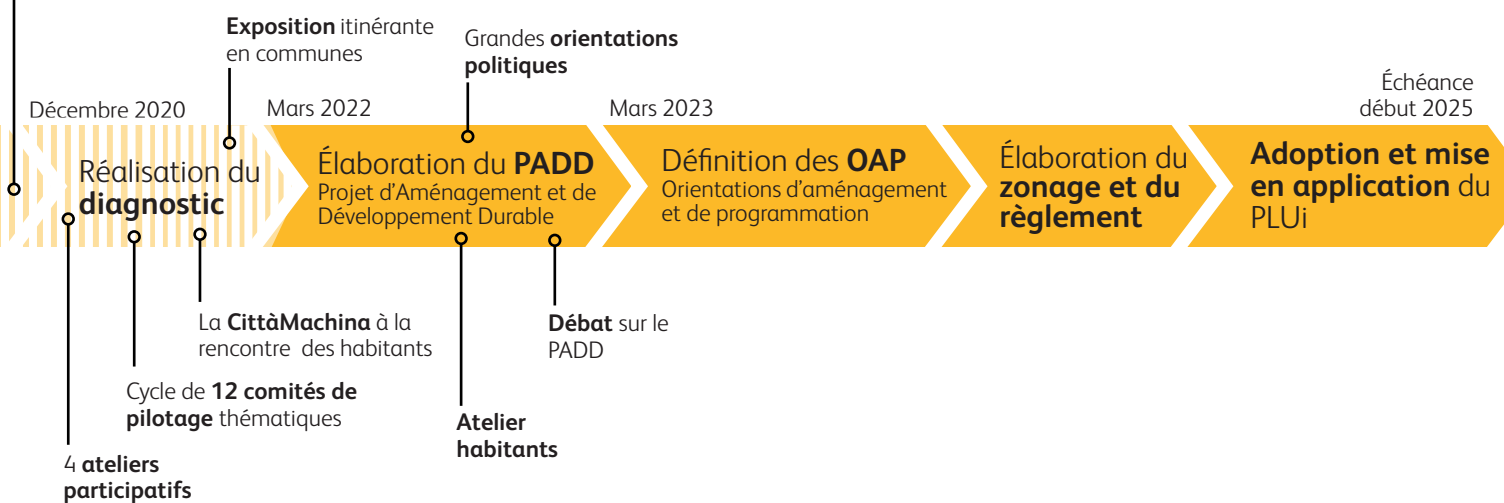 Exposition itinérante
en communes
Grandes orientations
politiques
Échéance
début 2025
Décembre 2020
Mars 2022
Mars 2023
Réalisation du
diagnostic
Élaboration du PADD
Projet d'Aménagement et de
Développement Durable
Définition des OAP
Orientations d'aménagement
et de programmation
Élaboration du
zonage et du
règlement
Adoption et mise
en application du
PLUi
La CittàMachina à la
rencontre des habitants
Débat sur le
PADD
Cycle de 12 comités de
pilotage thématiques
Atelier
habitants
4 ateliers
participatifs